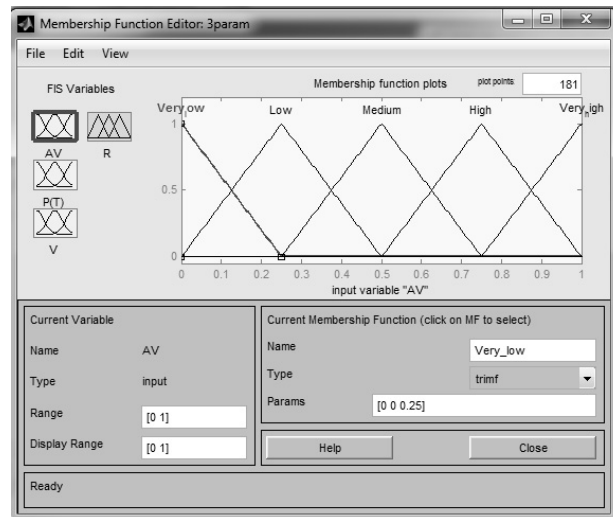 Membership Function Editor: 3param
File Edit View
FIS Variables
Membership function plots
plot points:
181
AV
R
P(T)
V
Very_low
Low
Medium
High
Very_high
1
0.5
0
0 0.1 0.2 0.3 0.4 0.5 0.6 0.7 0.8 0.9 1
input variable "AV"
Current Variable
Name AV
Type input
Range [0 1]
Display Range [0 1]
Current Membership Function (click on MF to select)
Name Very_low
Type trimf
Params [0 0 0.25]
Help Close
Ready